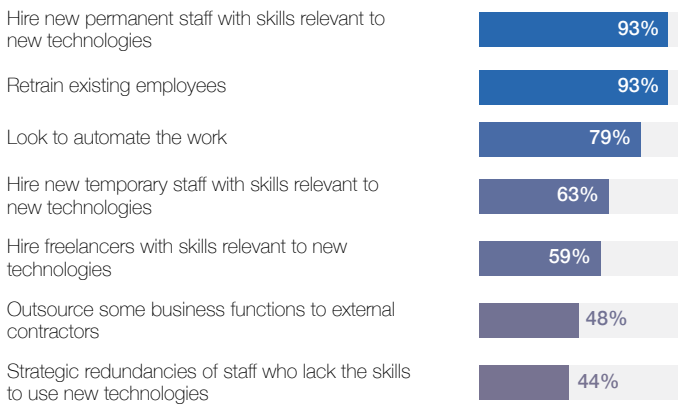 Hire new permanent staff with skills relevant to
new technologies
93%
Retrain existing employees
93%
Look to automate the work
79%
Hire new temporary staff with skills relevant to
new technologies
63%
Hire freelancers with skills relevant to new
technologies
59%
Outsource some business functions to external
contractors
48%
Strategic redundancies of staff who lack the skills
to use new technologies
44%